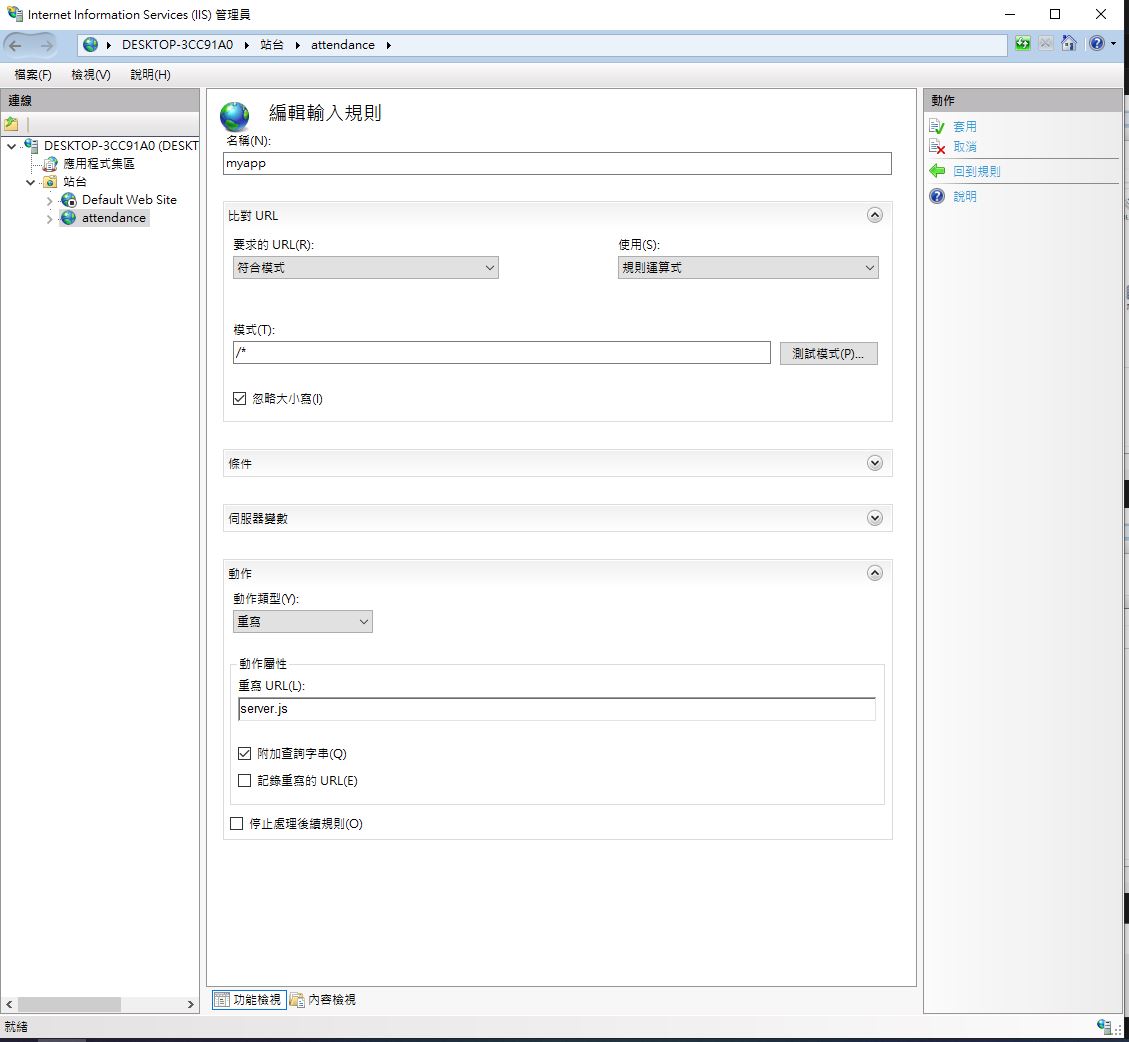 Internet Information Services (IIS) 管理員
DESKTOP-3CC91A0 站台 attendance
檔案(F) 檢視(V) 說明(H)
連線
DESKTOP-3CC91A0 (DESKT
應用程式集區
站台
Default Web Site
attendance
編輯輸入規則
名稱(N):
myapp
比對 URL
要求的 URL(R): 使用(S):
符合模式 規則運算式
模式(T):
/* 測試模式(P)...
忽略大小寫(I)
條件
伺服器變數
動作
動作類型(Y):
重寫
動作屬性
重寫 URL(L):
server.js
附加查詢字串(Q)
記錄重寫的 URL(E)
停止處理後續規則(O)
功能檢視 內容檢視
動作
套用
取消
回到規則
說明
就緒